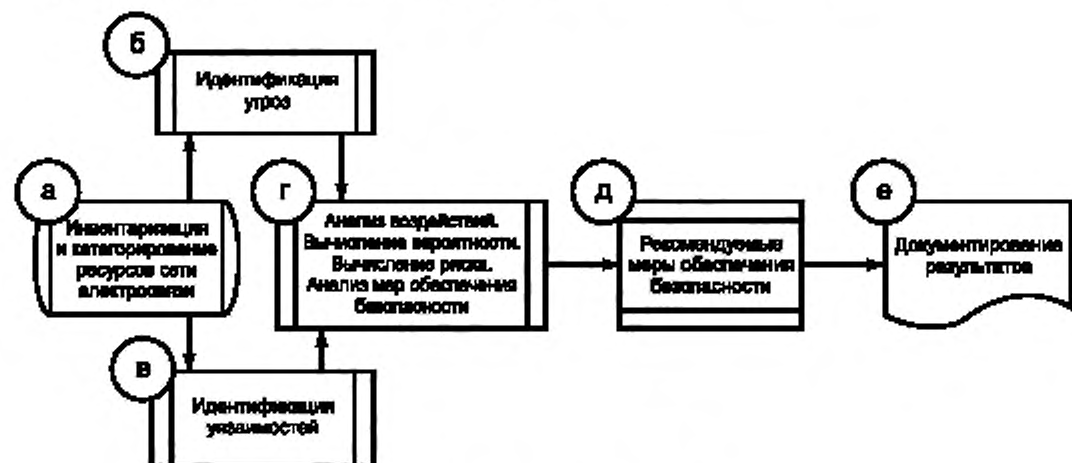 б
Идентификация
угроз
а
Инвентаризация
и категорирование
ресурсов сети
электросвязи
г
Анализ воздействий.
Вычисление вероятности.
Вычисление риска.
Анализ мер обеспечения
безопасности
д
Рекомендуемые
меры обеспечения
безопасности
е
Документирование
результатов
в
Идентификация
уязвимостей